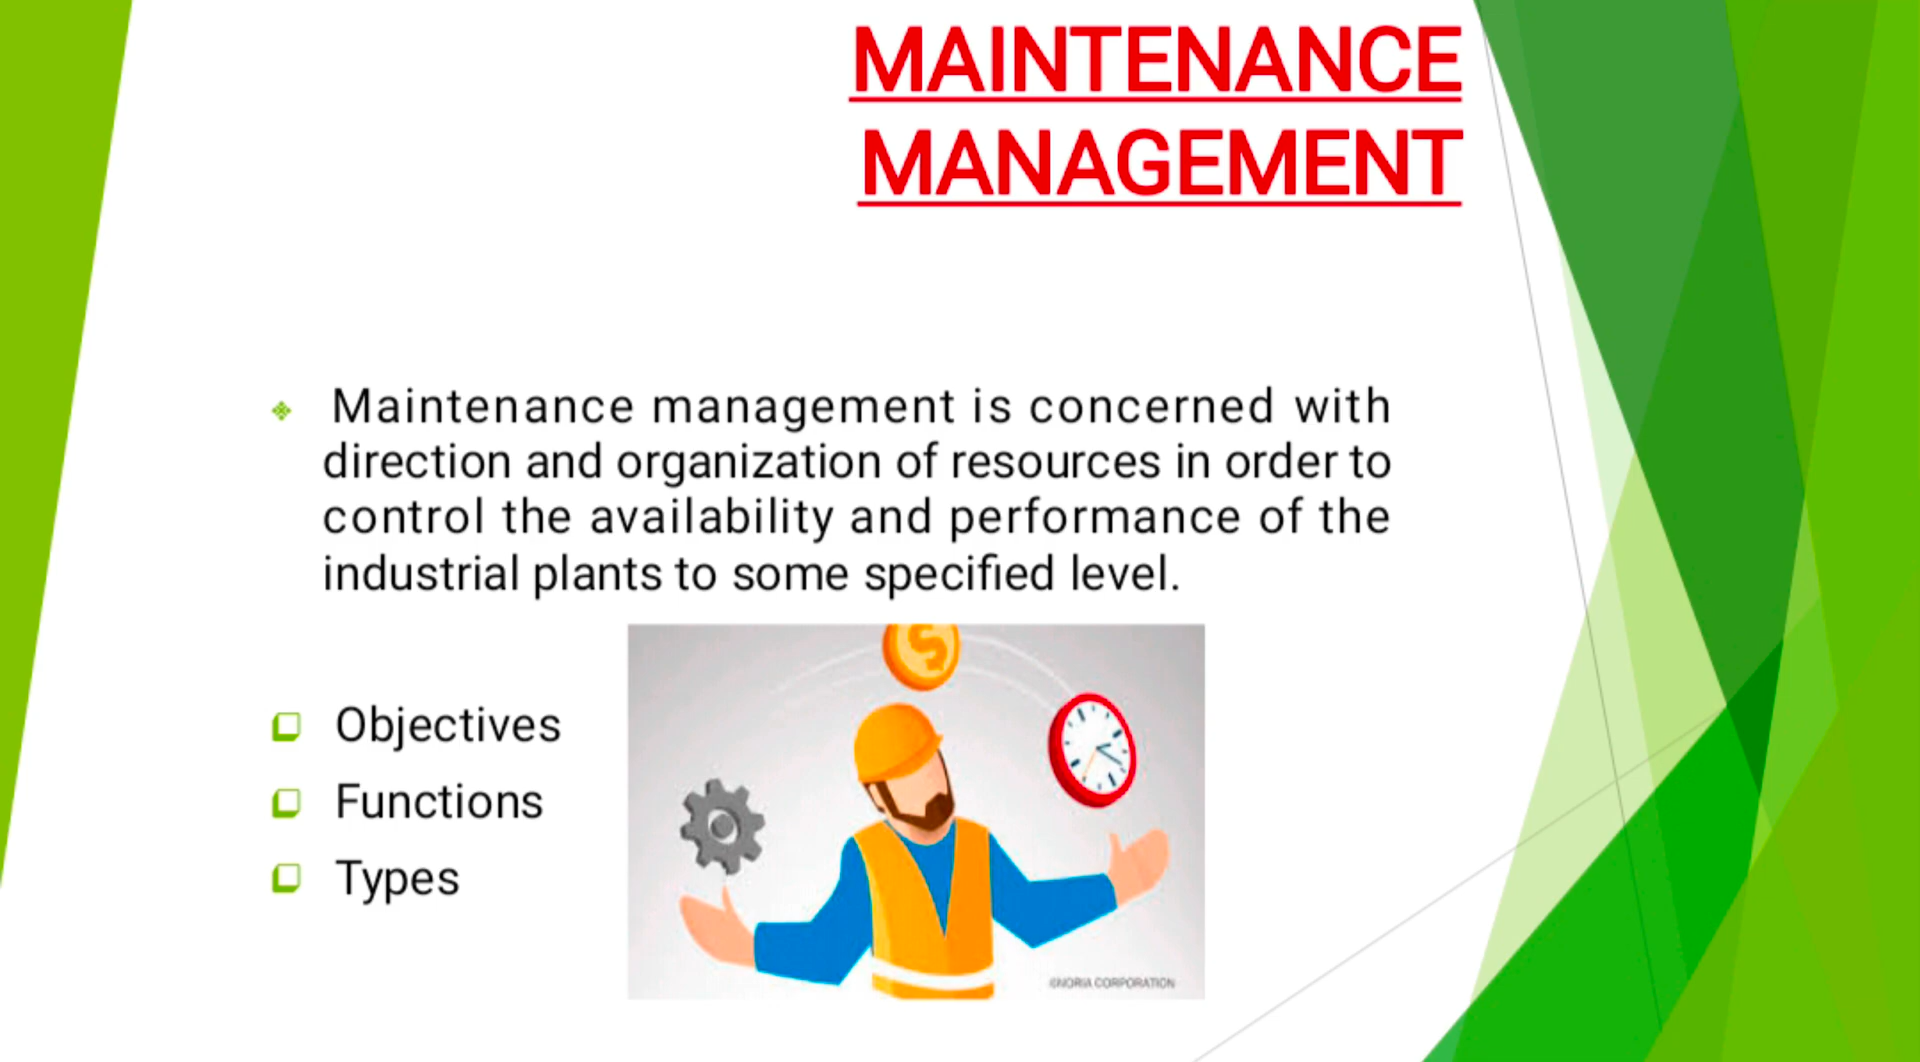 MAINTENANCE
MANAGEMENT
Maintenance management is concerned with
direction and organization of resources in order to
control the availability and performance of the
industrial plants to some specified level.
Objectives
Functions
Types
$
©NORIA CORPORATION